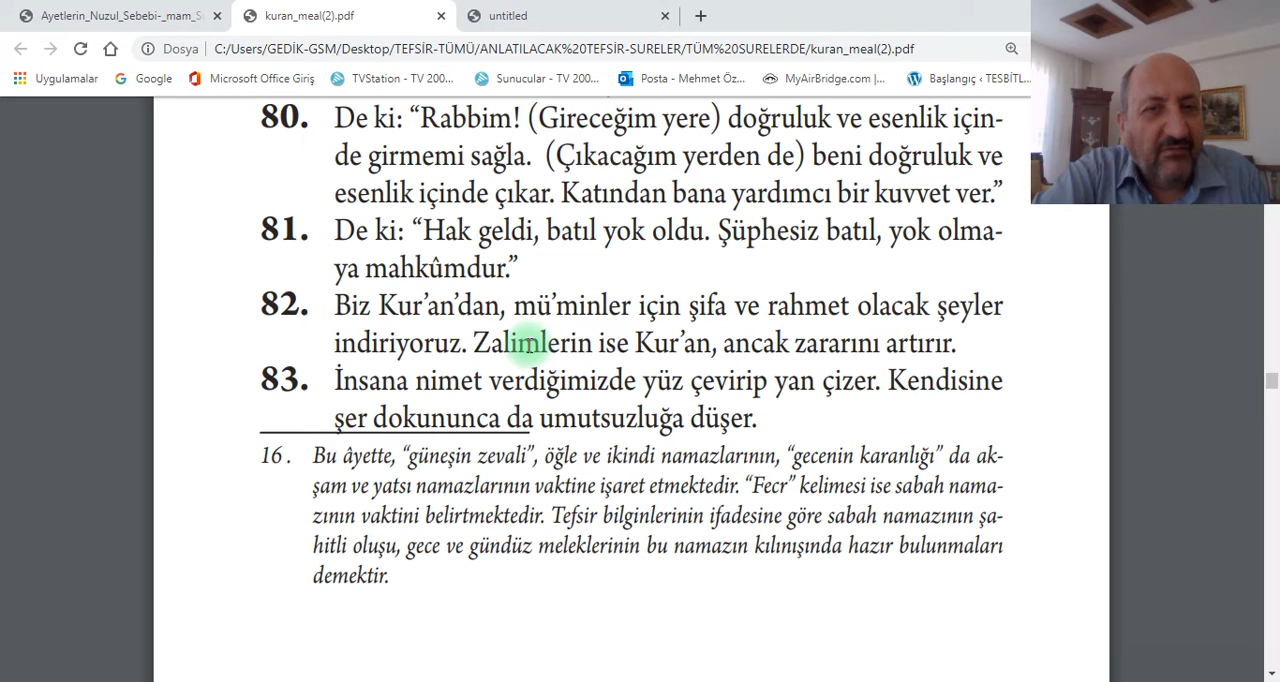 Ayetlerin_Nuzul_Sebebi-_mam_S
kuran_meal(2).pdf
untitled
Dosya
C:/Users/GEDİK-GSM/Desktop/TEFSİR-TÜMÜ/ANLATILACAK%20TEFSİR-SURELER/TÜM%20SURELERDE/kuran_meal(2).pdf
Uygulamalar
Google
Microsoft Office Giriş
TVStation - TV 200...
Sunucular - TV 200...
Posta - Mehmet Öz...
MyAirBridge.com |...
Başlangıç ‹ TESBİTL...
80. De ki: “Rabbim! (Gireceğim yere) doğruluk ve esenlik için-
de girmemi sağla. (Çıkacağım yerden de) beni doğruluk ve
esenlik içinde çıkar. Katından bana yardımcı bir kuvvet ver.”
81. De ki: “Hak geldi, batıl yok oldu. Şüphesiz batıl, yok olma-
ya mahkûmdur.”
82. Biz Kur’an’dan, mü’minler için şifa ve rahmet olacak şeyler
indiriyoruz. Zalimlerin ise Kur’an, ancak zararını artırır.
83. İnsana nimet verdiğimizde yüz çevirip yan çizer. Kendisine
şer dokununca da umutsuzluğa düşer.
16. Bu âyette, “güneşin zevali”, öğle ve ikindi namazlarının, “gecenin karanlığı” da ak-
şam ve yatsı namazlarının vaktine işaret etmektedir. “Fecr” kelimesi ise sabah nama-
zının vaktini belirtmektedir. Tefsir bilginlerinin ifadesine göre sabah namazının şa-
hitli oluşu, gece ve gündüz meleklerinin bu namazın kılınışında hazır bulunmaları
demektir.